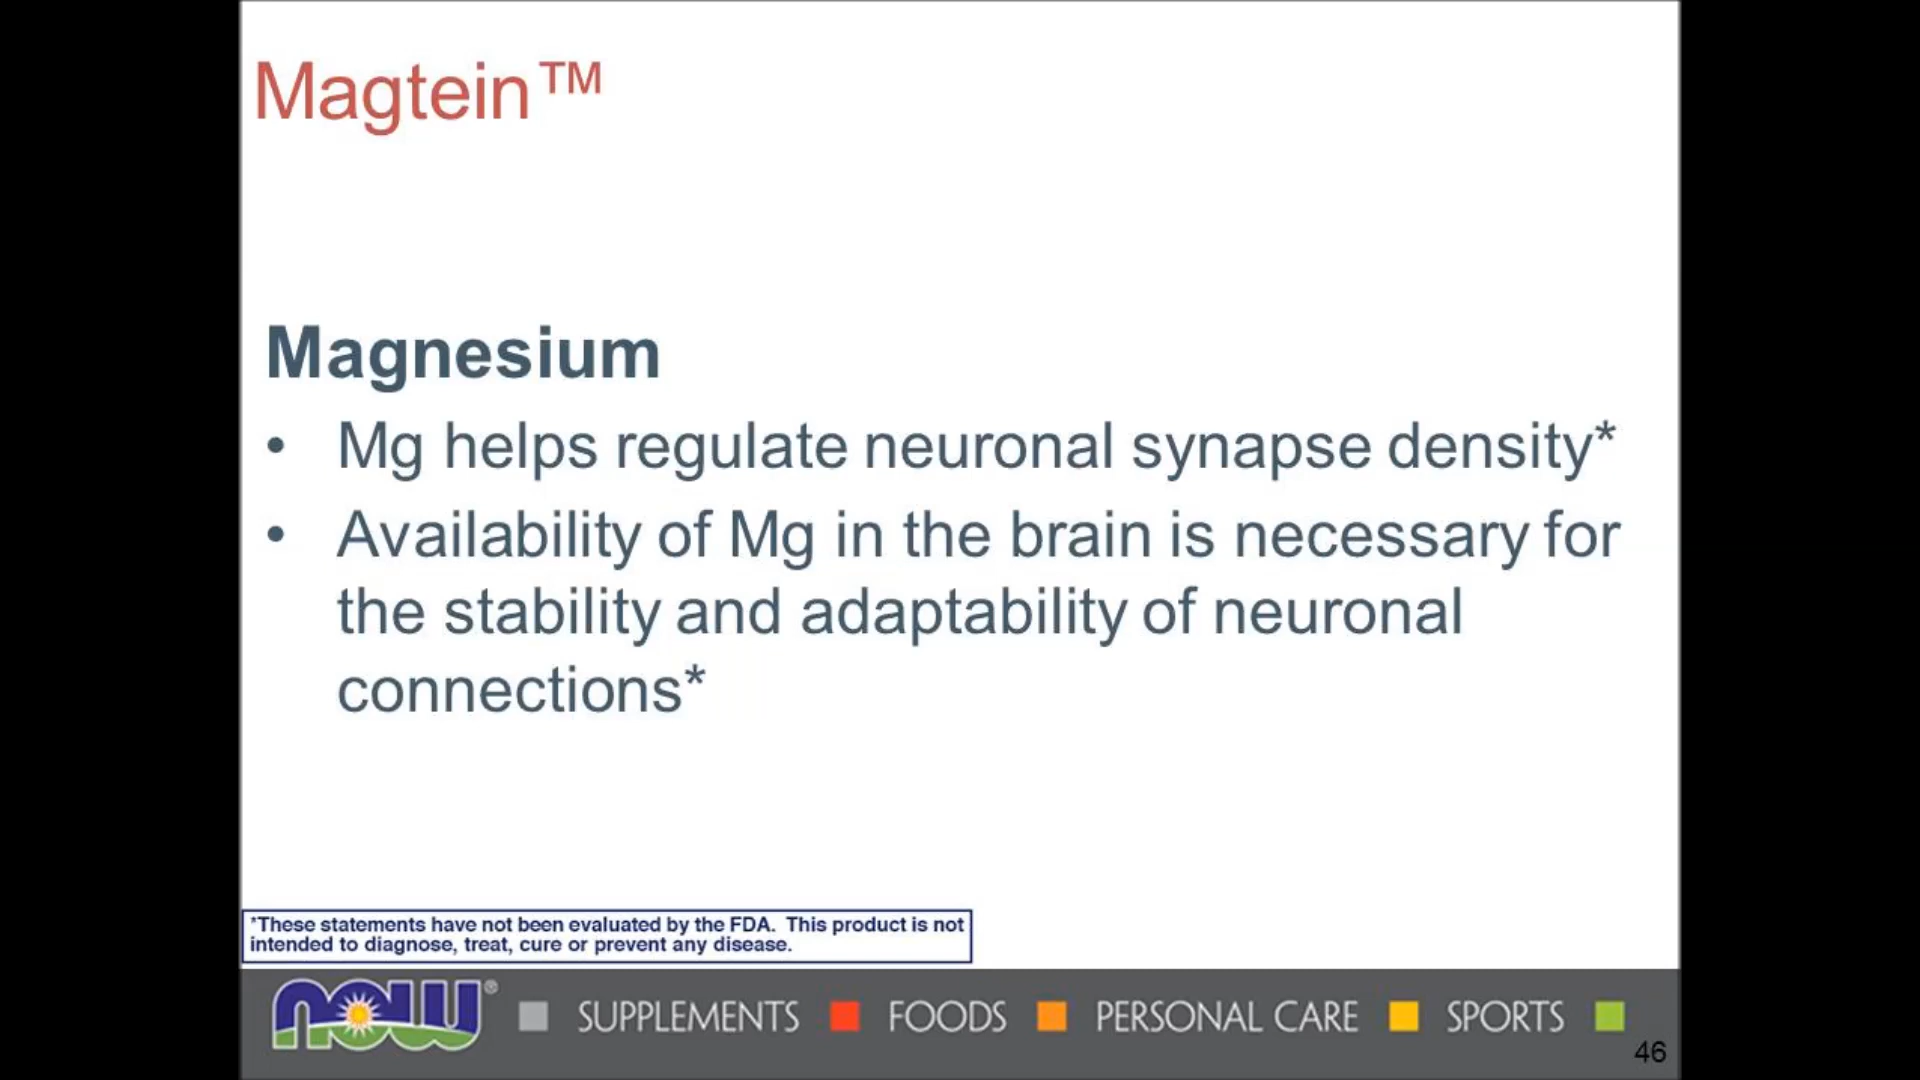 Magtein™
Magnesium
• Mg helps regulate neuronal synapse density*
• Availability of Mg in the brain is necessary for
the stability and adaptability of neuronal
connections*
*These statements have not been evaluated by the FDA. This product is not
intended to diagnose, treat, cure or prevent any disease.
NOW® SUPPLEMENTS FOODS PERSONAL CARE SPORTS
46